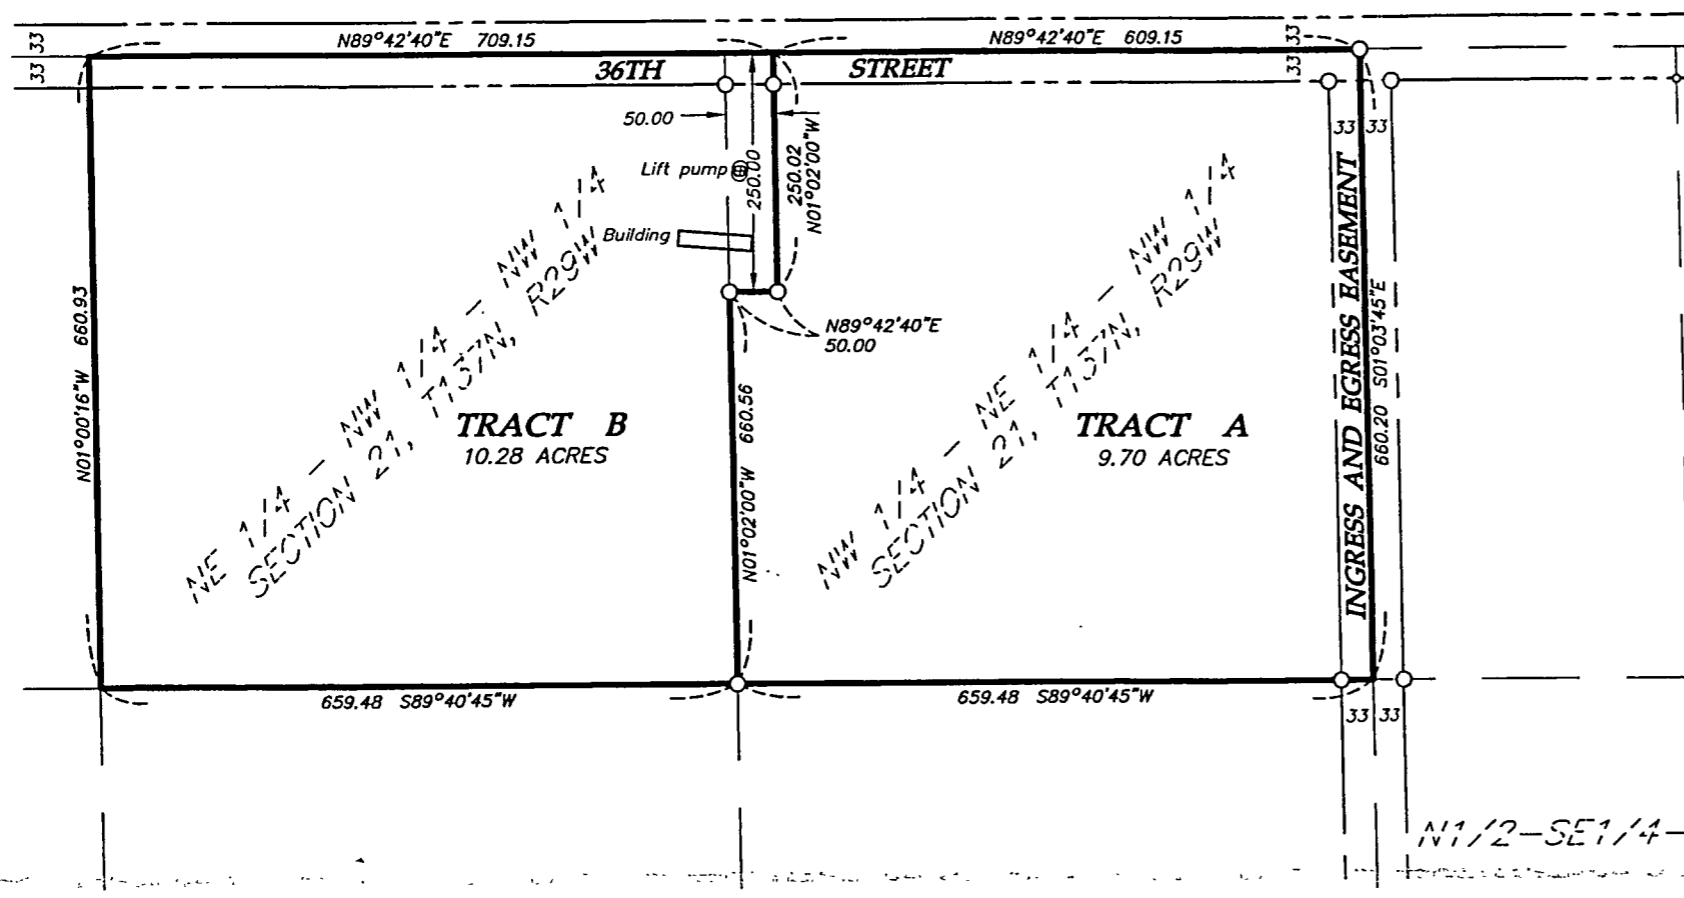 N89°42'40"E 709.15
N89°42'40"E 609.15
33
33
33
33
36TH STREET
50.00
Lift pump
250.00
250.02
N01°02'00"W
Building
33 33
INGRESS AND EGRESS EASEMENT
660.20 S01°03'45"E
N01°00'16"W 660.93
NE 1/4 - NW 1/4 - NW 1/4
SECTION 21, T137N, R29W
TRACT B
10.28 ACRES
N89°42'40"E
50.00
N01°02'00"W 660.56
NW 1/4 - NE 1/4 - NW 1/4
SECTION 21, T137N, R29W
TRACT A
9.70 ACRES
659.48 S89°40'45"W
659.48 S89°40'45"W
33 33
N1/2-SE1/4-